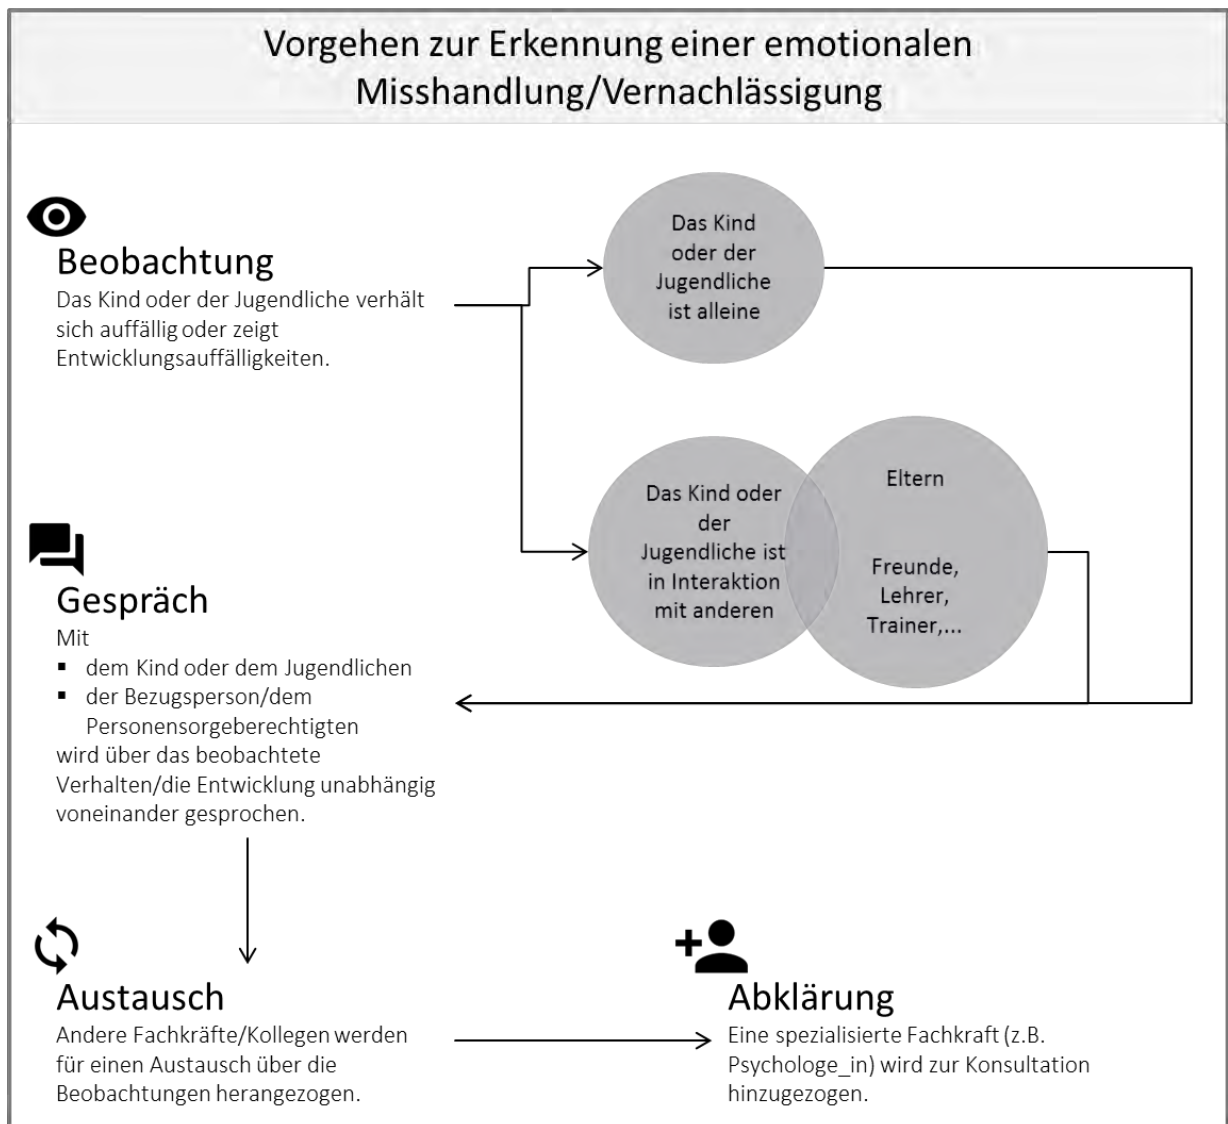 Vorgehen zur Erkennung einer emotionalen
Misshandlung/Vernachlässigung
Beobachtung
Das Kind oder der Jugendliche verhält
sich auffällig oder zeigt
Entwicklungsauffälligkeiten.
Das Kind
oder der
Jugendliche
ist alleine
Das Kind oder
der
Jugendliche ist
in Interaktion
mit anderen
Eltern
Freunde,
Lehrer,
Trainer,...
Gespräch
Mit
▪ dem Kind oder dem Jugendlichen
▪ der Bezugsperson/dem
Personensorgeberechtigten
wird über das beobachtete
Verhalten/die Entwicklung unabhängig
voneinander gesprochen.
Austausch
Andere Fachkräfte/Kollegen werden
für einen Austausch über die
Beobachtungen herangezogen.
Abklärung
Eine spezialisierte Fachkraft (z.B.
Psychologe_in) wird zur Konsultation
hinzugezogen.